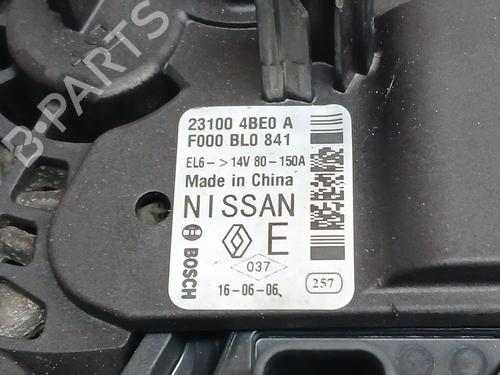 B-PARTS
23100 4BE0 A
F000 BL0 841
EL6- >14V 80-150A
Made in China
NISSAN
E
BOSCH
037
16-06-06
257